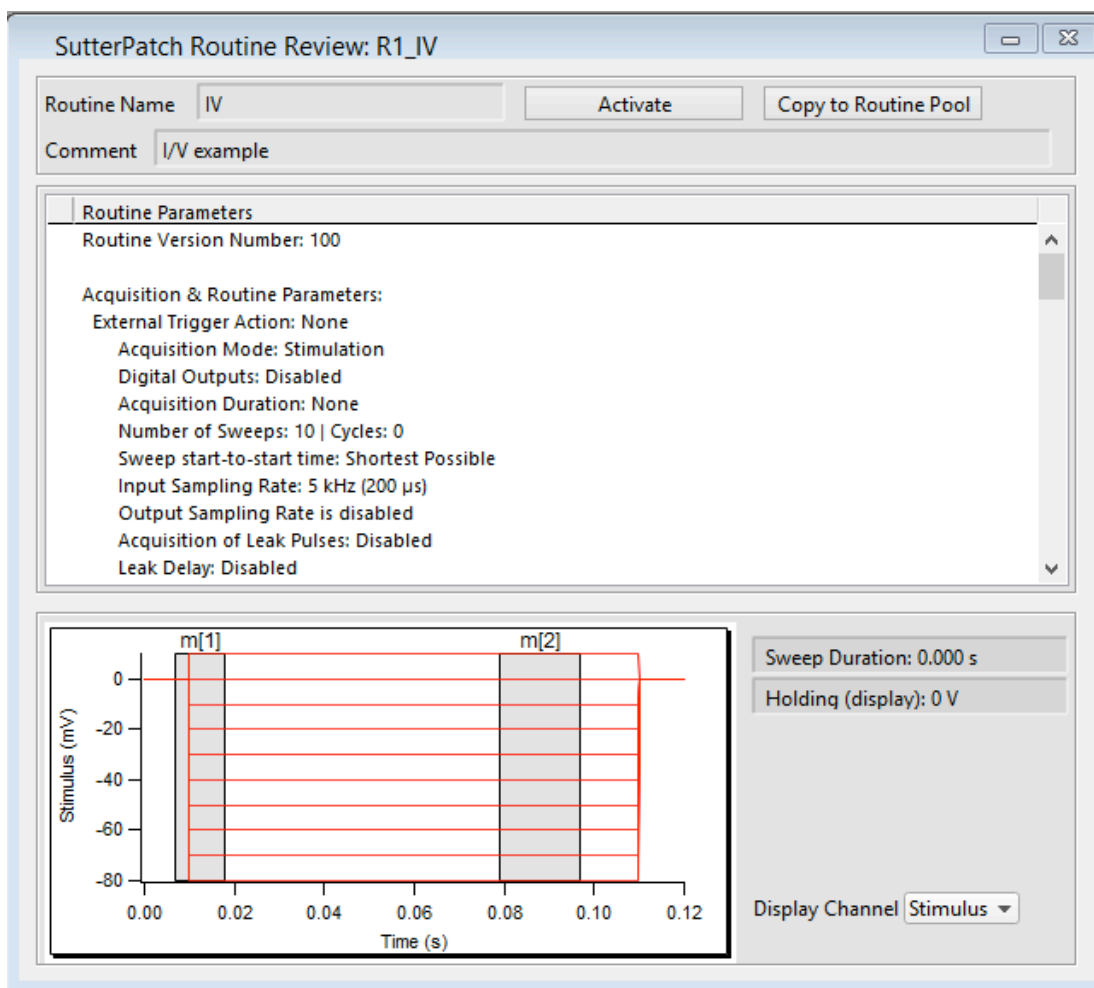 SutterPatch Routine Review: R1_IV
Routine Name IV Activate Copy to Routine Pool
Comment I/V example
Routine Parameters
Routine Version Number: 100
Acquisition & Routine Parameters:
External Trigger Action: None
Acquisition Mode: Stimulation
Digital Outputs: Disabled
Acquisition Duration: None
Number of Sweeps: 10 | Cycles: 0
Sweep start-to-start time: Shortest Possible
Input Sampling Rate: 5 kHz (200 µs)
Output Sampling Rate is disabled
Acquisition of Leak Pulses: Disabled
Leak Delay: Disabled
m[1] m[2]
Stimulus (mV)
0
-20
-40
-60
-80
0.00 0.02 0.04 0.06 0.08 0.10 0.12
Time (s)
Sweep Duration: 0.000 s
Holding (display): 0 V
Display Channel Stimulus